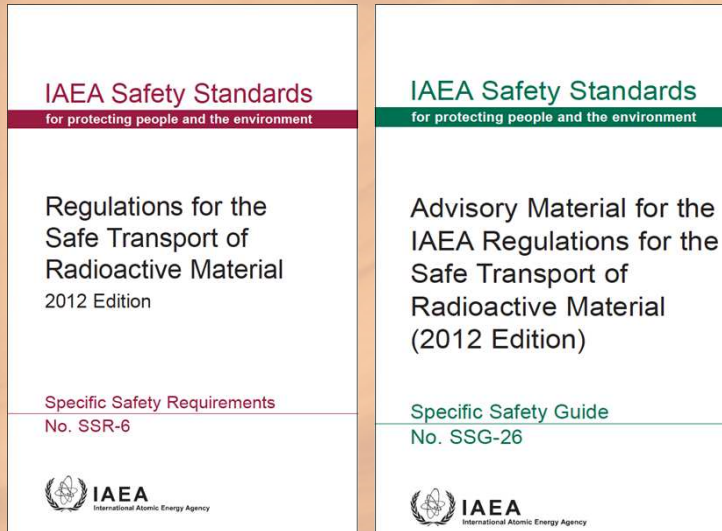 IAEA Safety Standards
for protecting people and the environment
Regulations for the
Safe Transport of
Radioactive Material
2012 Edition
Specific Safety Requirements
No. SSR-6
IAEA
International Atomic Energy Agency
IAEA Safety Standards
for protecting people and the environment
Advisory Material for the
IAEA Regulations for the
Safe Transport of
Radioactive Material
(2012 Edition)
Specific Safety Guide
No. SSG-26
IAEA
International Atomic Energy Agency